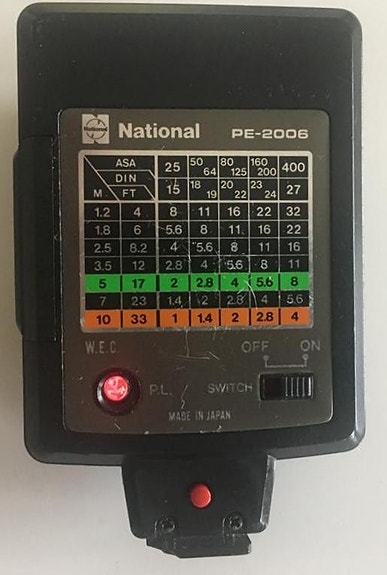 National National PE-2006
ASA 25 50 64 80 125 160 200 400
DIN 15 18 19 20 22 23 24 27
M FT
1.2 4 8 11 16 22 32
1.8 6 5.6 8 11 16 22
2.5 8.2 4 5.6 8 11 16
3.5 12 2.8 4 5.6 8 11
5 17 2 2.8 4 5.6 8
7 23 1.4 2 2.8 4 5.6
10 33 1 1.4 2 2.8 4
W.E.C. OFF ON
P.L. SWITCH
MADE IN JAPAN